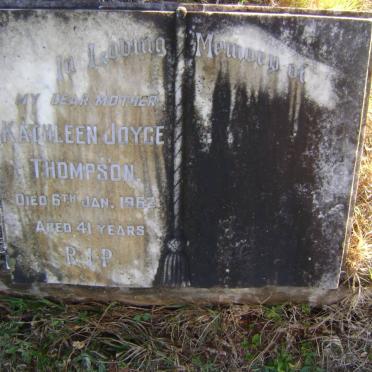 In Loving Memory of
MY DEAR MOTHER
KATHLEEN JOYCE
THOMPSON
DIED 6TH JAN. 1962
AGED 41 YEARS
R.I.P